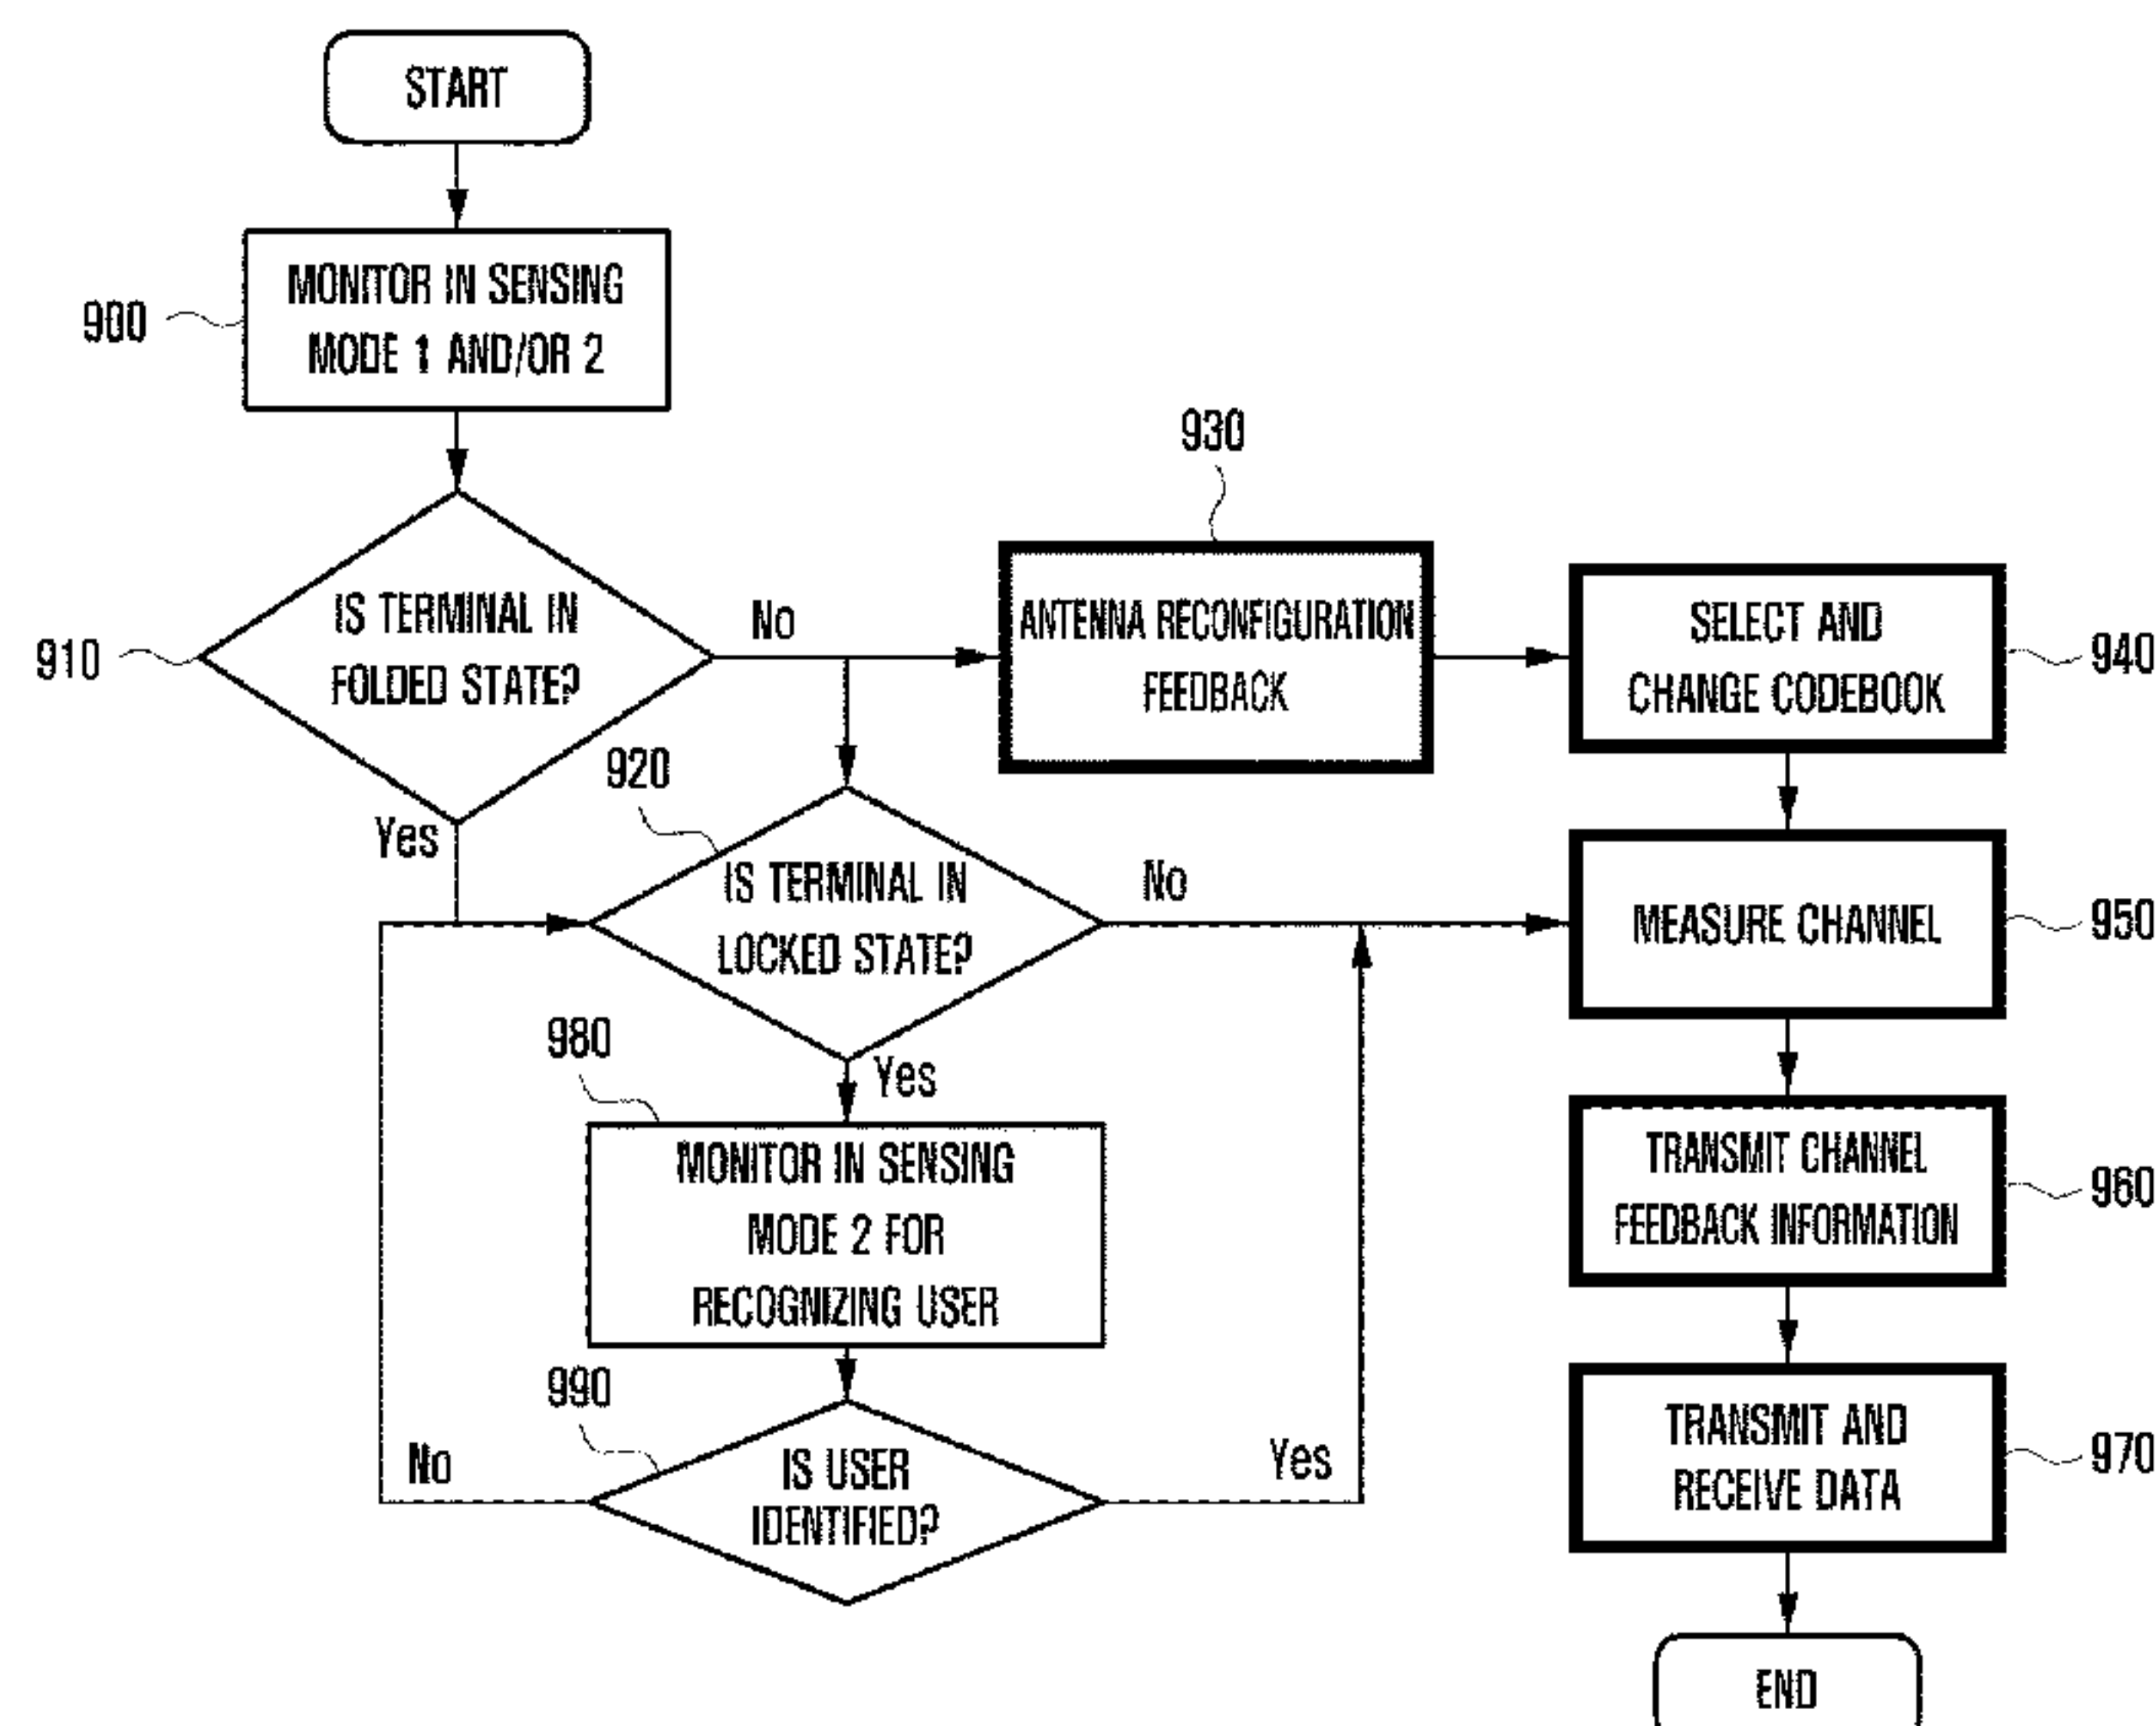 START
MONITOR IN SENSING
MODE 1 AND/OR 2
900
IS TERMINAL IN
FOLDED STATE?
910
No
Yes
930
ANTENNA RECONFIGURATION
FEEDBACK
SELECT AND
CHANGE CODEBOOK
940
920
IS TERMINAL IN
LOCKED STATE?
No
Yes
MEASURE CHANNEL
950
980
MONITOR IN SENSING
MODE 2 FOR
RECOGNIZING USER
TRANSMIT CHANNEL
FEEDBACK INFORMATION
960
990
IS USER
IDENTIFIED?
No
Yes
TRANSMIT AND
RECEIVE DATA
970
END